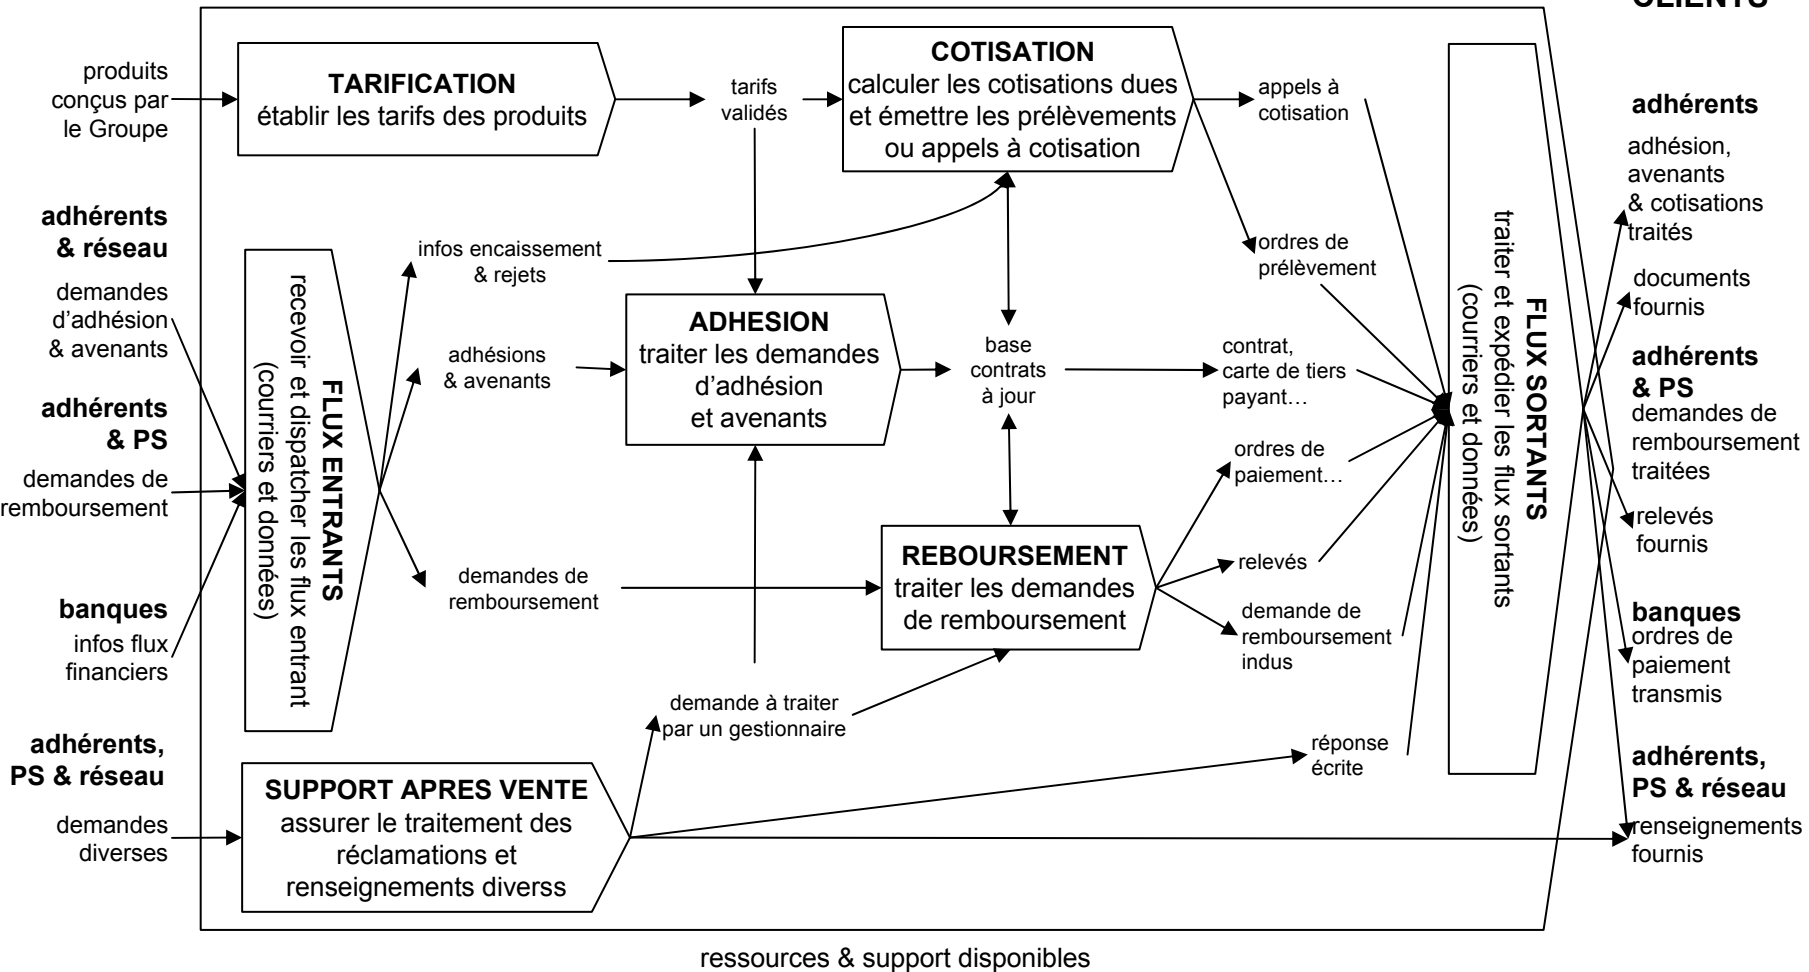 CLIENTS
produits
conçus par
le Groupe
TARIFICATION
établir les tarifs des produits
tarifs
validés
COTISATION
calculer les cotisations dues
et émettre les prélèvements
ou appels à cotisation
appels à
cotisation
adhérents
adhésion,
avenants
& cotisations
traités
adhérents
& réseau
demandes
d’adhésion
& avenants
infos encaissement
& rejets
ordres de
prélèvement
documents
fournis
FLUX ENTRANTS
recevoir et dispatcher les flux entrant
(courriers et données)
adhésions
& avenants
ADHESION
traiter les demandes
d’adhésion
et avenants
base
contrats
à jour
contrat,
carte de tiers
payant…
FLUX SORTANTS
traiter et expédier les flux sortants
(courriers et données)
adhérents
& PS
demandes de
remboursement
traitées
adhérents
& PS
demandes de
remboursement
ordres de
paiement…
relevés
fournis
demandes de
remboursement
REBOURSEMENT
traiter les demandes
de remboursement
relevés
demande de
remboursement
indus
banques
infos flux
financiers
banques
ordres de
paiement
transmis
demande à traiter
par un gestionnaire
réponse
écrite
adhérents,
PS & réseau
demandes
diverses
SUPPORT APRES VENTE
assurer le traitement des
réclamations et
renseignements diverss
adhérents,
PS & réseau
renseignements
fournis
ressources & support disponibles